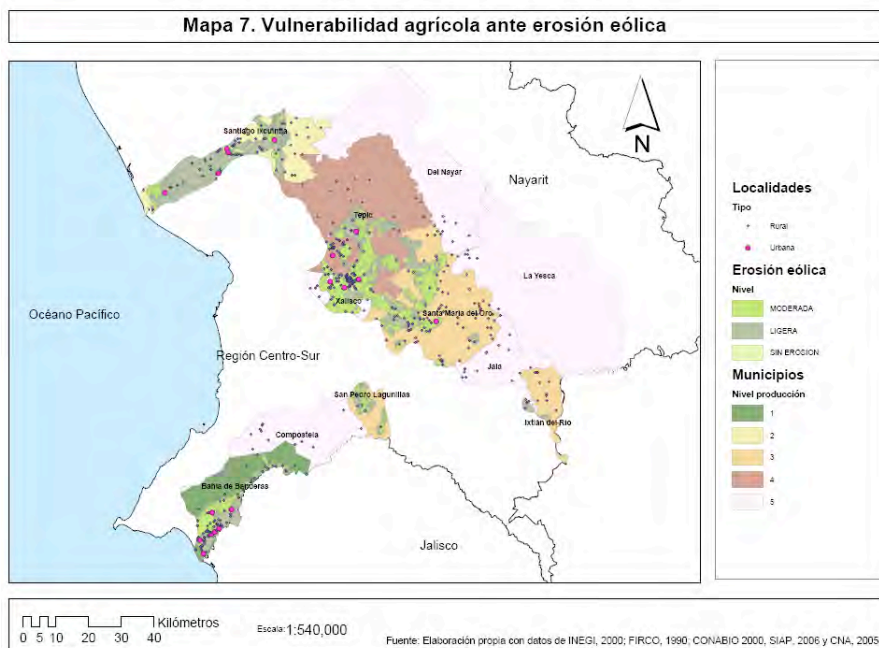 Mapa 7. Vulnerabilidad agrícola ante erosión eólica
Santiago Ixcuintla
Del Nayar
Nayarit
N
Tepic
La Yesca
Océano Pacífico
Xalisco
Santa María del Oro
Región Centro-Sur
Jala
San Pedro Lagunillas
Ixtlán del Río
Compostela
Bahía de Banderas
Jalisco
Localidades
Tipo
Rural
Urbana
Erosión eólica
Nivel
MODERADA
LIGERA
SIN EROSION
Municipios
Nivel producción
1
2
3
4
5
Kilómetros
0 5 10 20 30 40
Escala: 1:540,000
Fuente: Elaboración propia con datos de INEGI, 2000; FIRCO, 1990; CONABIO 2000, SIAP, 2006 y CNA, 2005